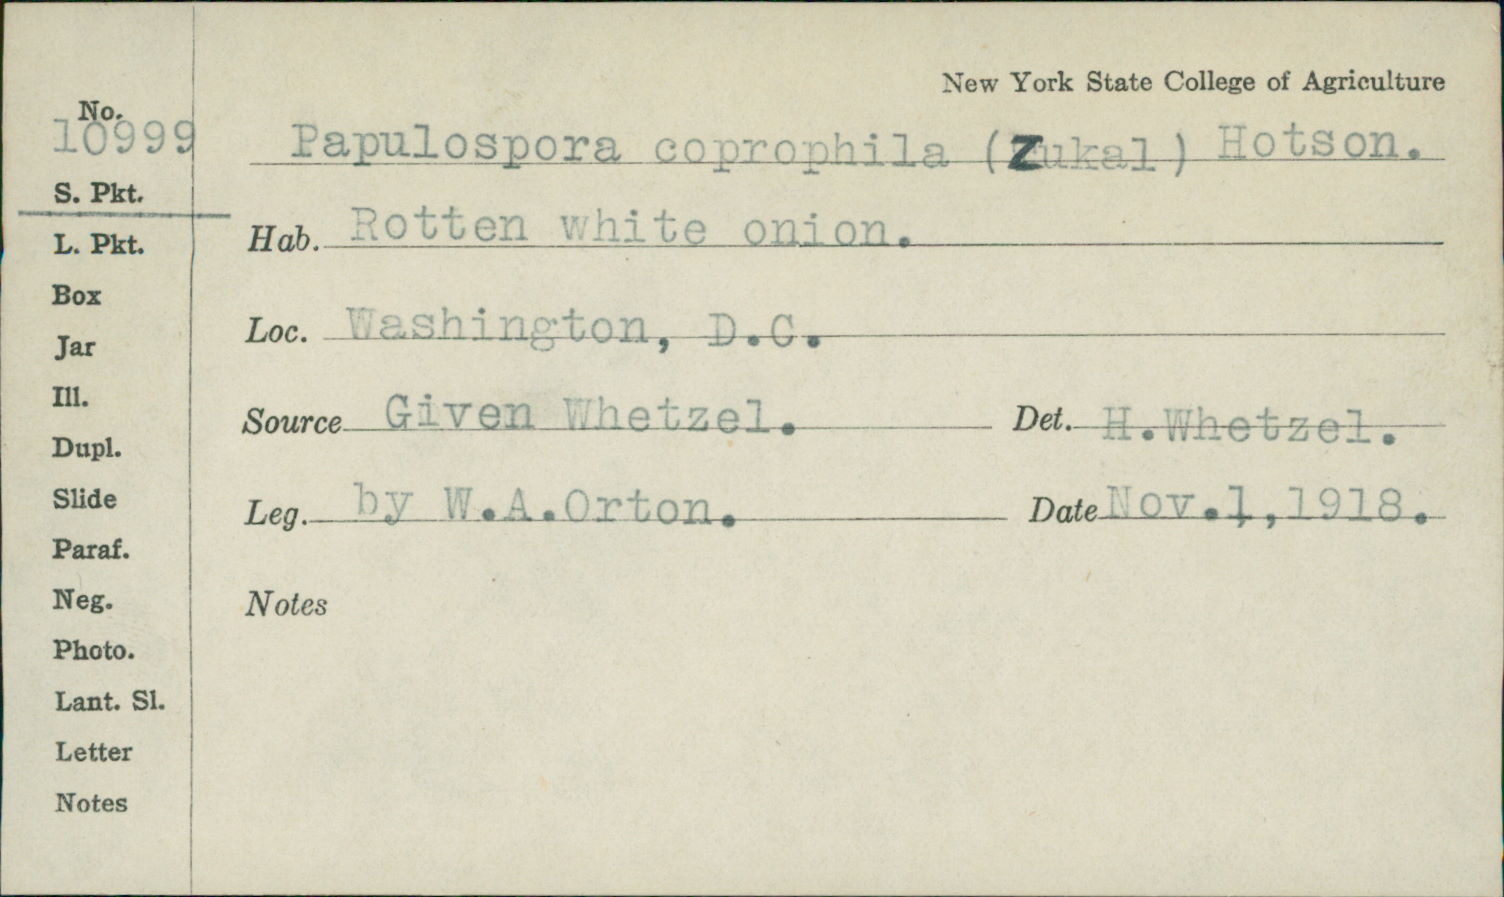 New York State College of Agriculture
No.
10999 Papulospora coprophila (Zukal) Hotson.
S. Pkt.
Hab. Rotten white onion.
L. Pkt.
Box
Loc. Washington, D.C.
Jar
Ill.
Source Given Whetzel. Det. H.Whetzel.
Dupl.
Slide
Leg. by W.A.Orton. Date Nov.1,,1918.
Paraf.
Neg.
Notes
Photo.
Lant. Sl.
Letter
Notes